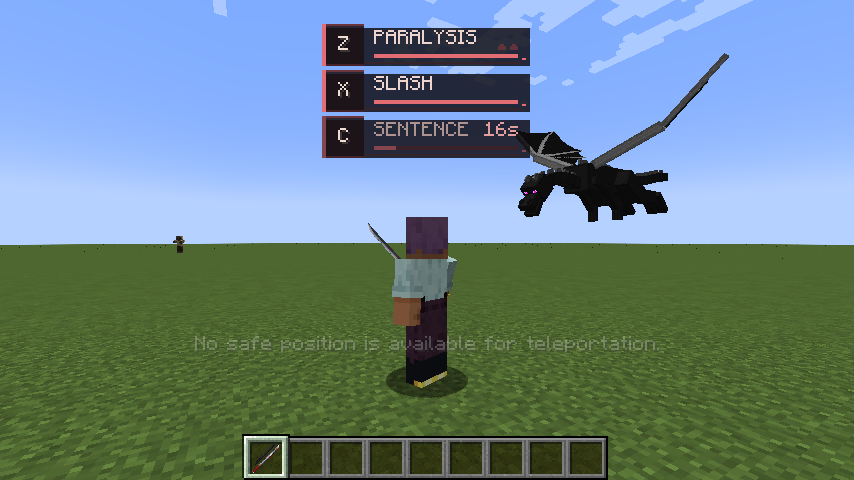 Z PARALYSIS
X SLASH
C SENTENCE 16s
No safe position is available for teleportation.